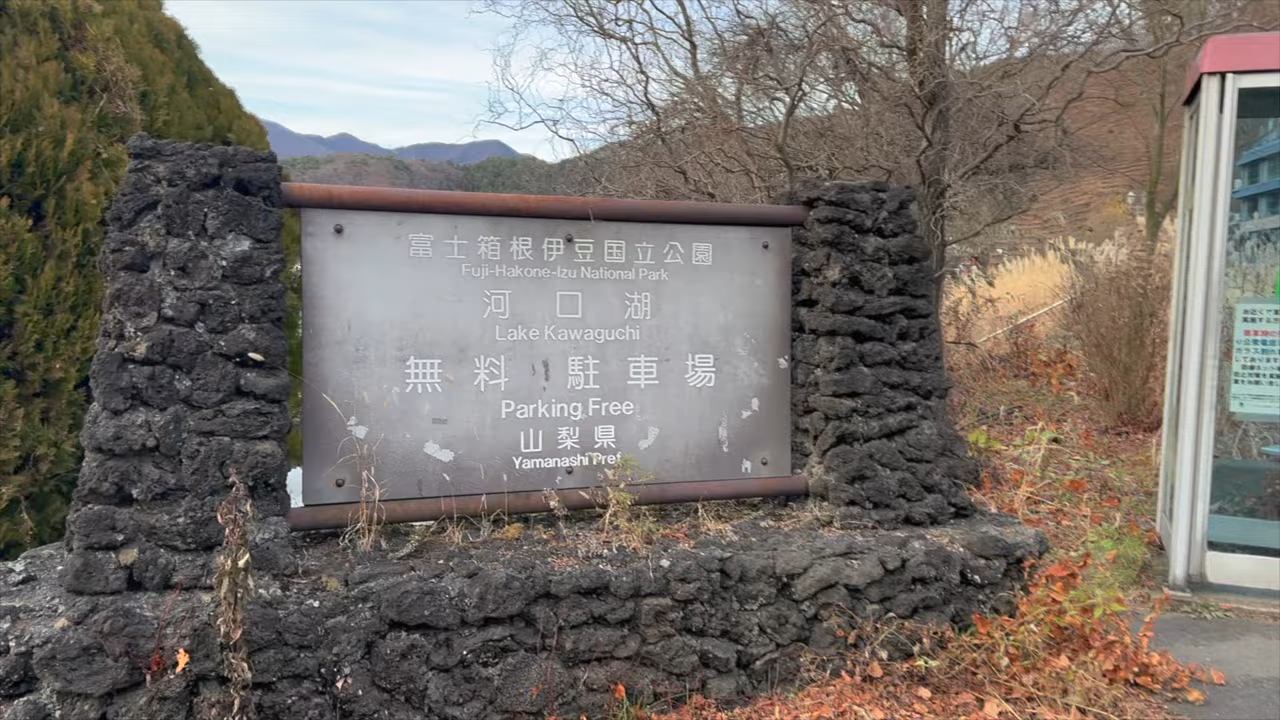 富士箱根伊豆国立公園
Fuji-Hakone-Izu National Park
河口湖
Lake Kawaguchi
無料 駐車場
Parking Free
山梨県
Yamanashi Pref